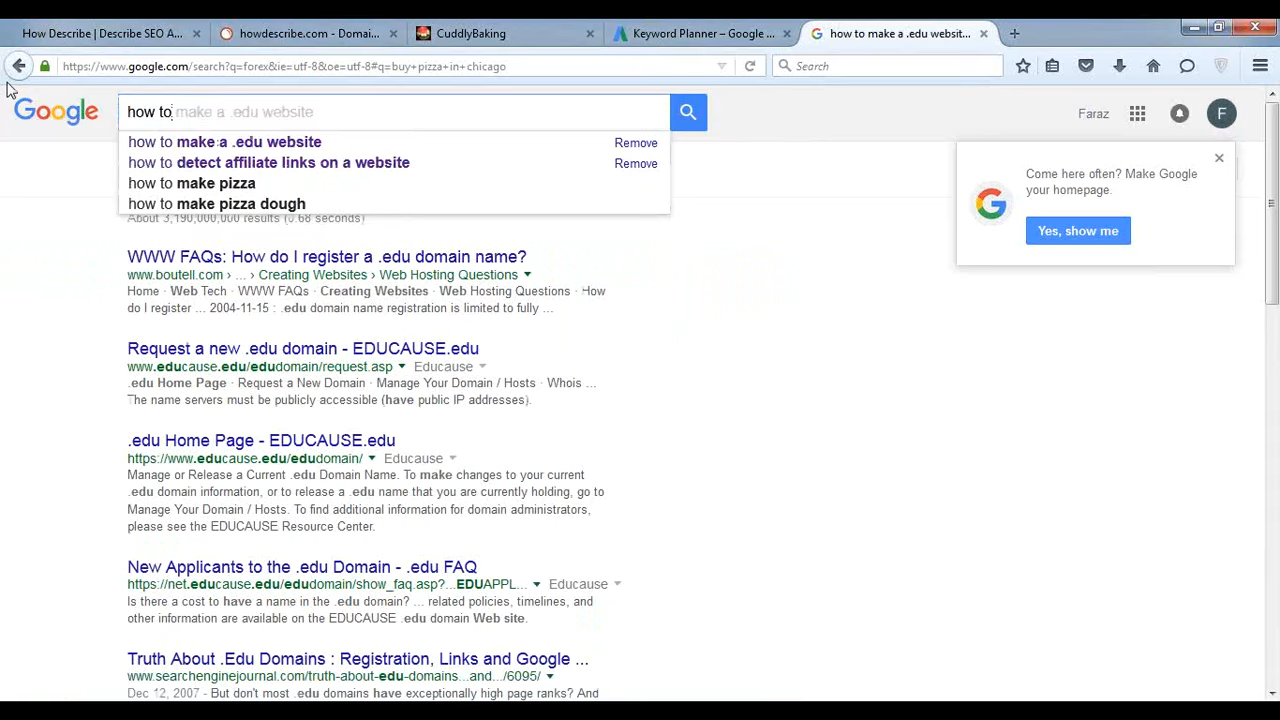 How Describe | Describe SEO A...
howdescribe.com - Domai...
CuddlyBaking
Keyword Planner – Google ...
how to make a .edu websit...
https://www.google.com/search?q=forex&ie=utf-8&oe=utf-8#q=buy+pizza+in+chicago
Search
Google
how to make a .edu website
Faraz
F
how to make a .edu website
Remove
how to detect affiliate links on a website
Remove
how to make pizza
how to make pizza dough
About 3,190,000,000 results (0.68 seconds)
Come here often? Make Google
your homepage.
Yes, show me
WWW FAQs: How do I register a .edu domain name?
www.boutell.com › ... › Creating Websites › Web Hosting Questions
Home · Web Tech · WWW FAQs · Creating Websites · Web Hosting Questions · How
do I register ... 2004-11-15 : .edu domain name registration is limited to fully ...
Request a new .edu domain - EDUCAUSE.edu
www.educause.edu/edudomain/request.asp Educause
.edu Home Page · Request a New Domain · Manage Your Domain / Hosts · Whois ...
The name servers must be publicly accessible (have public IP addresses).
.edu Home Page - EDUCAUSE.edu
https://www.educause.edu/edudomain/ Educause
Manage or Release a Current .edu Domain Name. To make changes to your current
.edu domain information, or to release a .edu name that you are currently holding, go to
Manage Your Domain / Hosts. To find additional information for domain administrators,
please see the EDUCAUSE Resource Center.
New Applicants to the .edu Domain - .edu FAQ
https://net.educause.edu/edudomain/show_faq.asp?...EDUAPPL... Educause
Is there a cost to have a name in the .edu domain? ... related policies, timelines, and
other information are available on the EDUCAUSE .edu domain Web site.
Truth About .Edu Domains : Registration, Links and Google ...
www.searchenginejournal.com/truth-about-edu-domains...and.../6095/
Dec 12, 2007 - But don't most .edu domains have exceptionally high page ranks? And